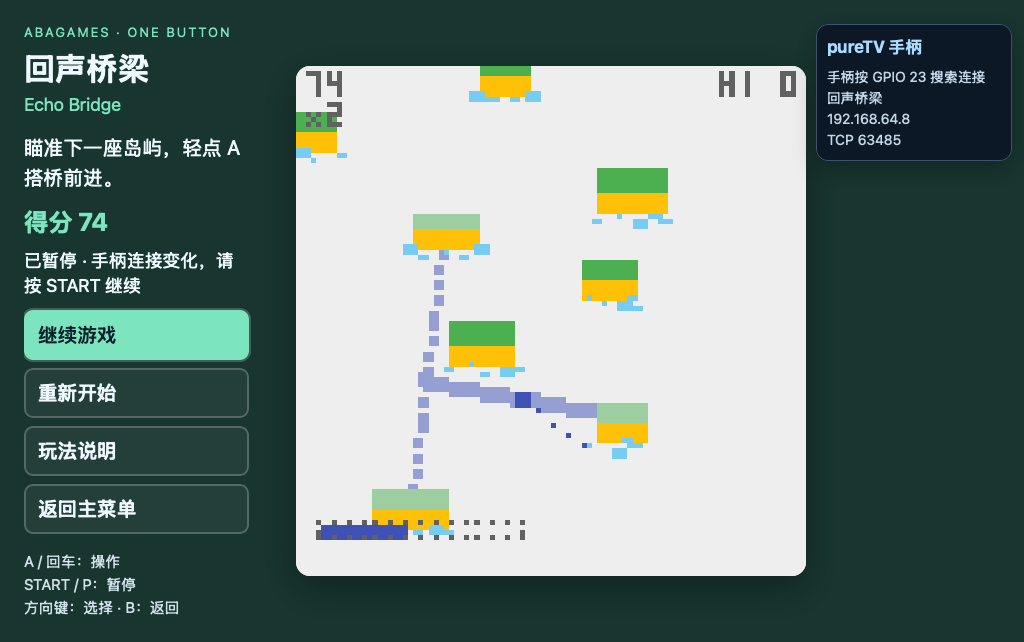 ABAGAMES · ONE BUTTON
回声桥梁
Echo Bridge
瞄准下一座岛屿，轻点 A
搭桥前进。
得分 74
已暂停 · 手柄连接变化，请
按 START 继续
继续游戏
重新开始
玩法说明
返回主菜单
A / 回车：操作
START / P：暂停
方向键：选择 · B：返回
74
HI 0
x2
pureTV 手柄
手柄按 GPIO 23 搜索连接
回声桥梁
192.168.64.8
TCP 63485